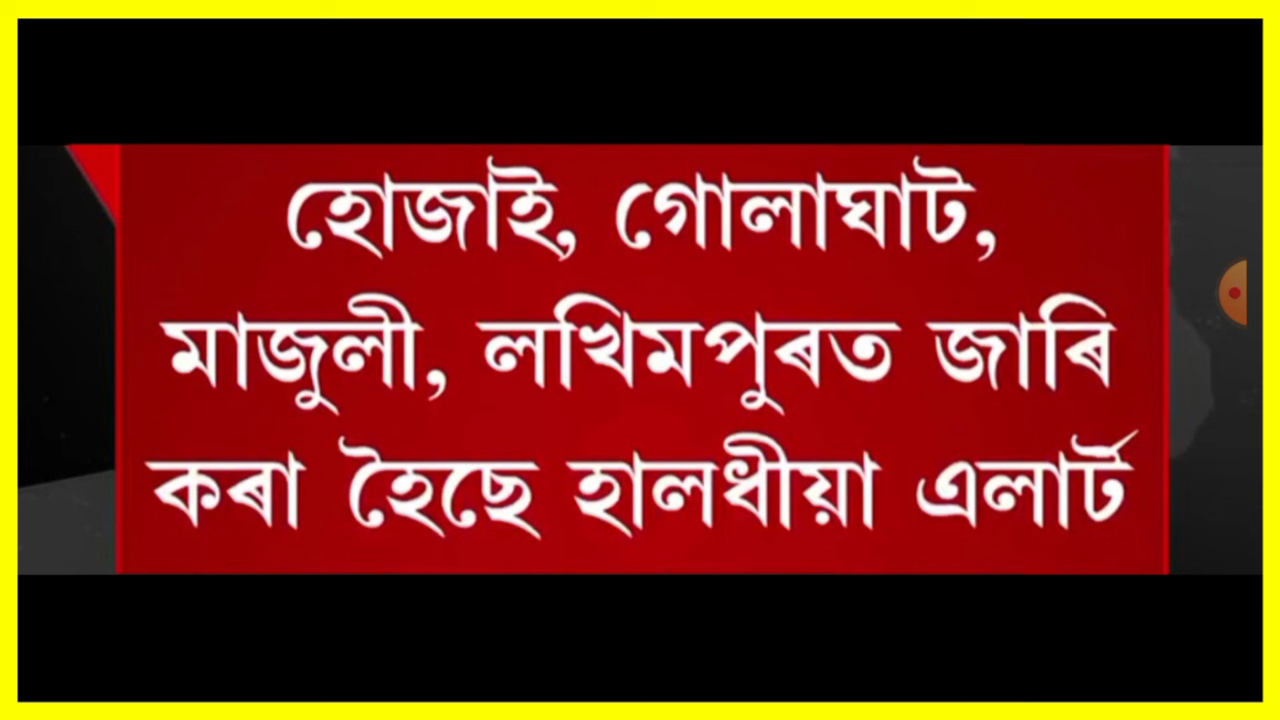 হোজাই, গোলাঘাট,
মাজুলী, লখিমপুৰত জাৰি
কৰা হৈছে হালধীয়া এলাৰ্ট